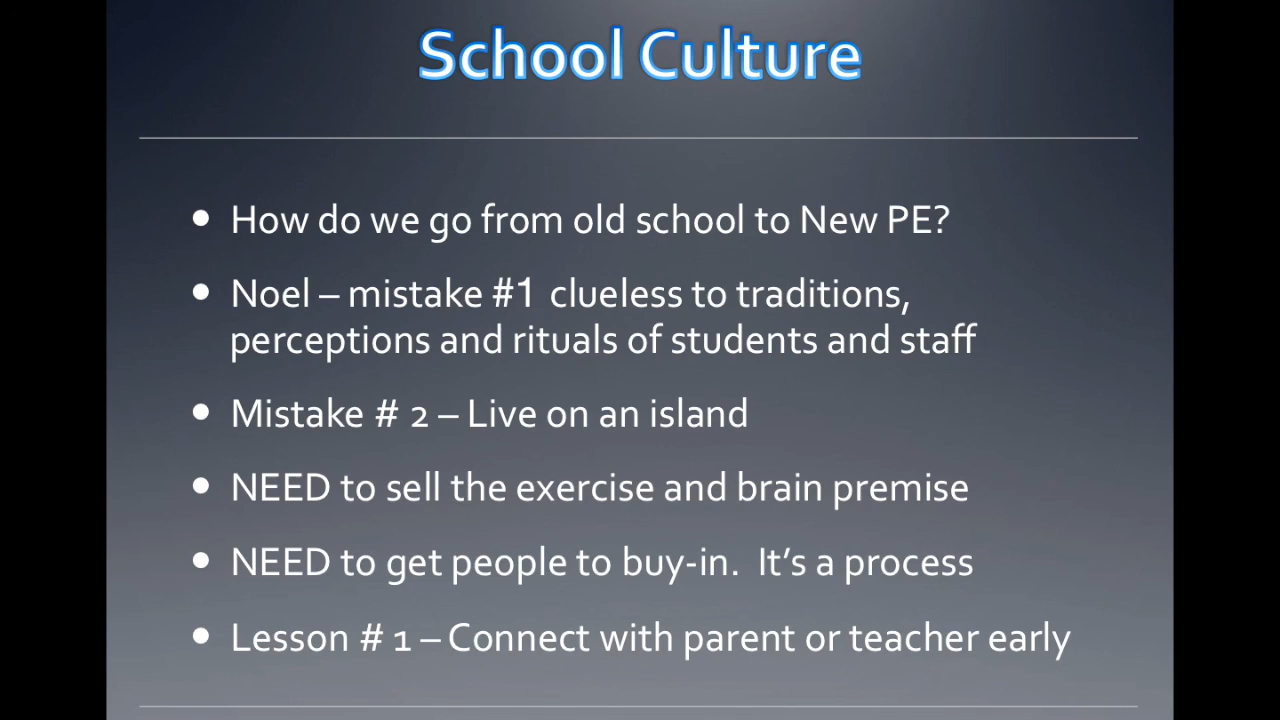 School Culture
• How do we go from old school to New PE?
• Noel – mistake #1 clueless to traditions,
perceptions and rituals of students and staff
• Mistake # 2 – Live on an island
• NEED to sell the exercise and brain premise
• NEED to get people to buy-in.  It’s a process
• Lesson # 1 – Connect with parent or teacher early